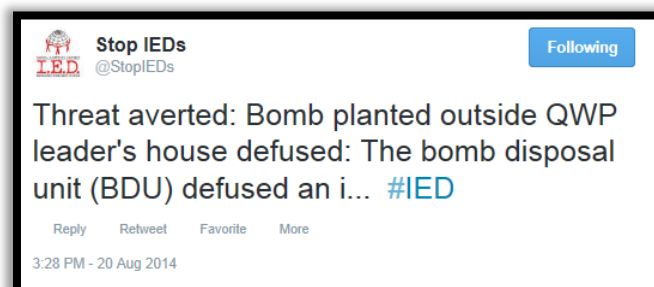 Stop IEDs
@StopIEDs
Following
I.E.D.
Threat averted: Bomb planted outside QWP
leader's house defused: The bomb disposal
unit (BDU) defused an i... #IED
Reply Retweet Favorite More
3:28 PM - 20 Aug 2014